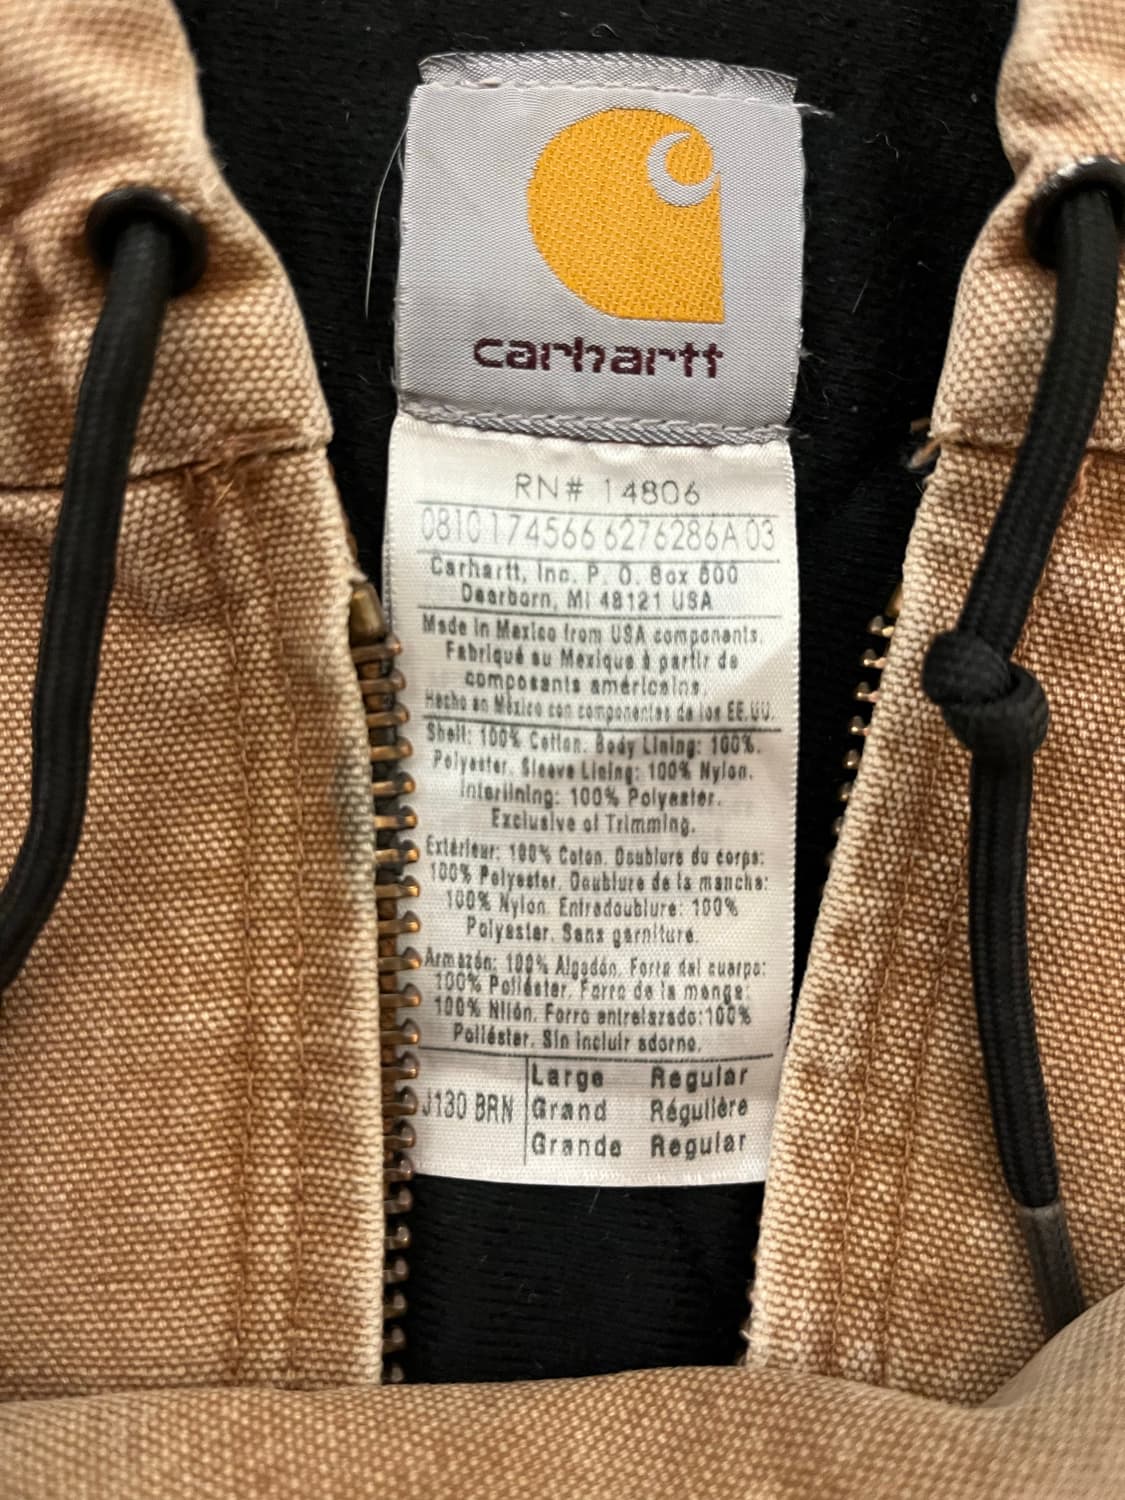 carhartt
RN# 14806
0810 174566 6276286A 03
Carhartt, Inc. P. O. Box 600
Dearborn, MI 48121 USA
Made in Mexico from USA components.
Fabriqué au Mexique à partir de
composants américains.
Hecho en México con componentes de los EE.UU.
Shell: 100% Cotton. Body Lining: 100%.
Polyester. Sleeve Lining: 100% Nylon.
Interlining: 100% Polyester.
Exclusive of Trimming.
Extérieur: 100% Coton. Doublure du corps:
100% Polyester. Doublure de la manche:
100% Nylon. Entredoublure: 100%
Polyester. Sans garniture.
Armazón: 100% Algodón. Forro del cuerpo:
100% Poliéster. Forro de la manga:
100% Nilón. Forro entrelazado:100%
Poliéster. Sin incluir adorno.
J130 BRN
Large Regular
Grand Régulière
Grande Regular